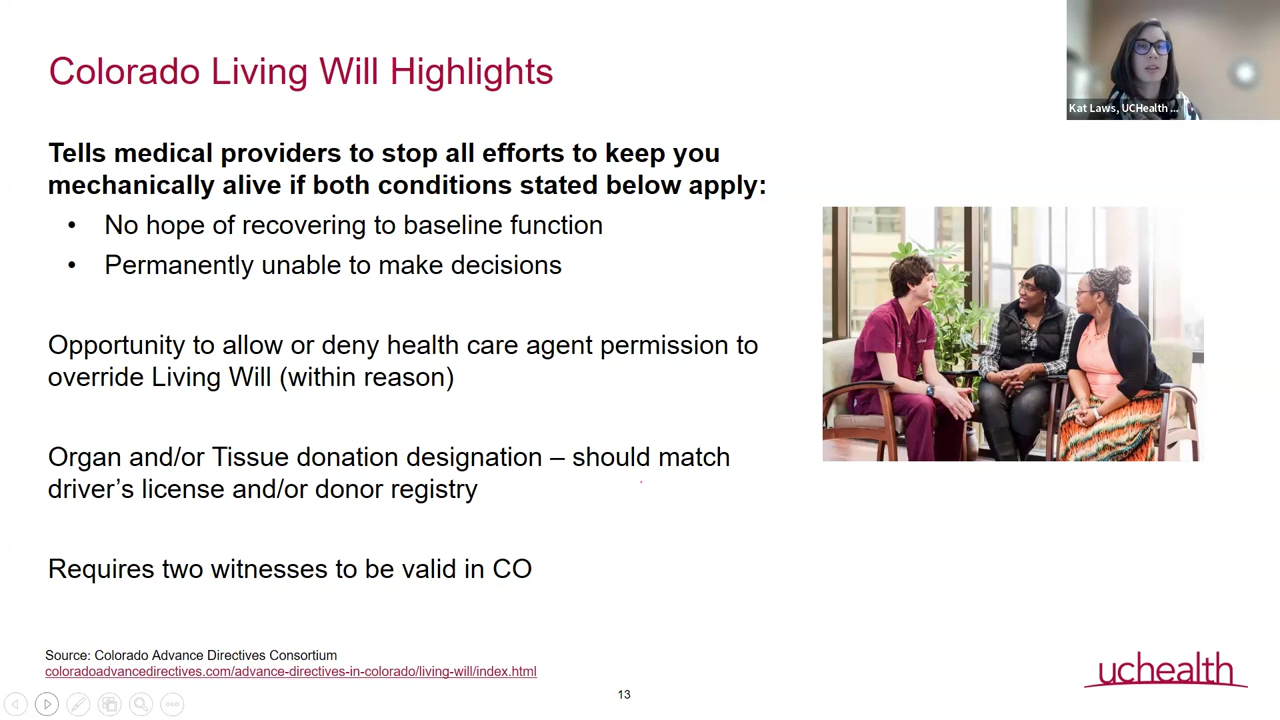 Colorado Living Will Highlights
Kat Laws, UCHealth ...
Tells medical providers to stop all efforts to keep you
mechanically alive if both conditions stated below apply:
• No hope of recovering to baseline function
• Permanently unable to make decisions
Opportunity to allow or deny health care agent permission to
override Living Will (within reason)
Organ and/or Tissue donation designation – should match
driver’s license and/or donor registry
Requires two witnesses to be valid in CO
Source: Colorado Advance Directives Consortium
coloradoadvancedirectives.com/advance-directives-in-colorado/living-will/index.html
13
uchealth